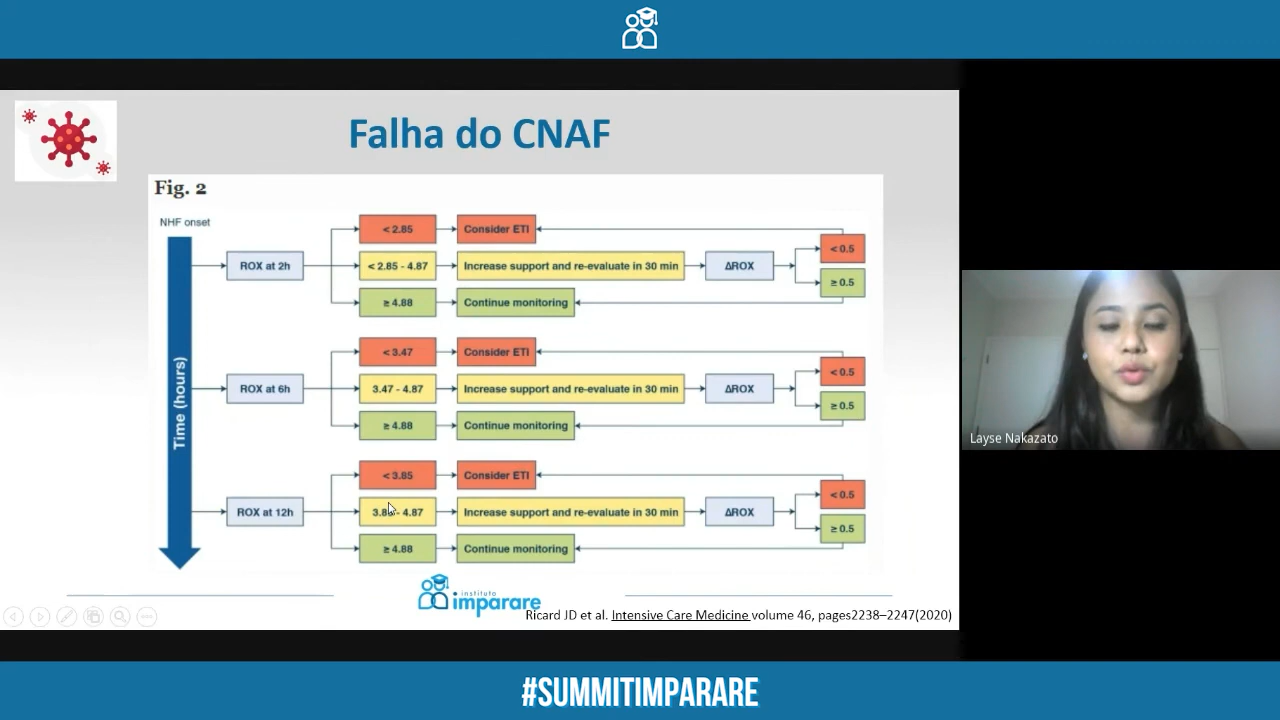 Falha do CNAF
Fig. 2
NHF onset
Time (hours)
ROX at 2h
< 2.85
Consider ETI
< 2.85 - 4.87
Increase support and re-evaluate in 30 min
ΔROX
≥ 4.88
Continue monitoring
< 0.5
≥ 0.5
ROX at 6h
< 3.47
Consider ETI
3.47 - 4.87
Increase support and re-evaluate in 30 min
ΔROX
≥ 4.88
Continue monitoring
< 0.5
≥ 0.5
ROX at 12h
< 3.85
Consider ETI
- 4.87
Increase support and re-evaluate in 30 min
ΔROX
≥ 4.88
Continue monitoring
< 0.5
≥ 0.5
instituto
imparare
Ricard JD et al. Intensive Care Medicine volume 46, pages2238–2247(2020)
Layse Nakazato
#SUMMITIMPARARE